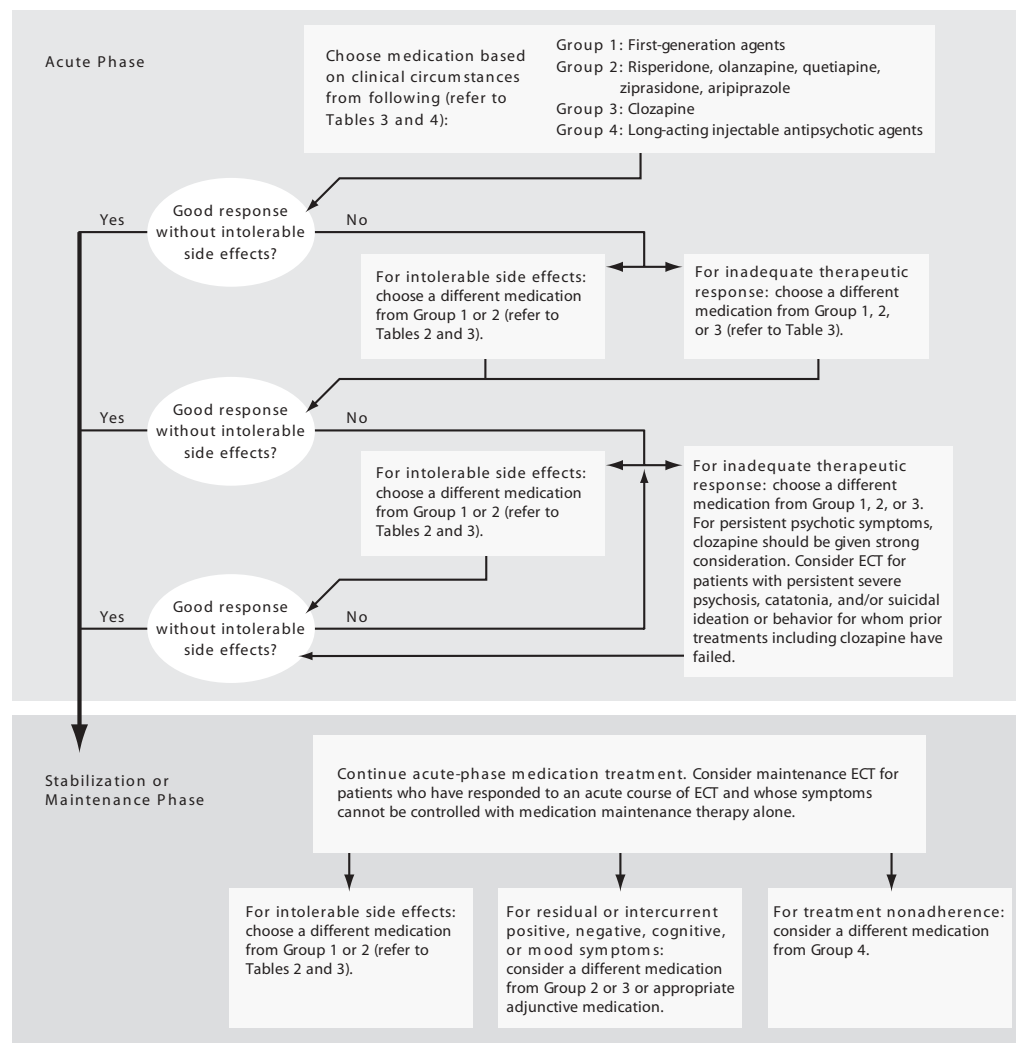 Acute Phase
Choose medication based
on clinical circumstances
from following (refer to
Tables 3 and 4):
Group 1: First-generation agents
Group 2: Risperidone, olanzapine, quetiapine,
ziprasidone, aripiprazole
Group 3: Clozapine
Group 4: Long-acting injectable antipsychotic agents
Yes
Good response
without intolerable
side effects?
No
For intolerable side effects:
choose a different medication
from Group 1 or 2 (refer to
Tables 2 and 3).
For inadequate therapeutic
response: choose a different
medication from Group 1, 2,
or 3 (refer to Table 3).
Yes
Good response
without intolerable
side effects?
No
For intolerable side effects:
choose a different medication
from Group 1 or 2 (refer to
Tables 2 and 3).
For inadequate therapeutic
response: choose a different
medication from Group 1, 2, or 3.
For persistent psychotic symptoms,
clozapine should be given strong
consideration. Consider ECT for
patients with persistent severe
psychosis, catatonia, and/or suicidal
ideation or behavior for whom prior
treatments including clozapine have
failed.
Yes
Good response
without intolerable
side effects?
No
Stabilization or
Maintenance Phase
Continue acute-phase medication treatment. Consider maintenance ECT for
patients who have responded to an acute course of ECT and whose symptoms
cannot be controlled with medication maintenance therapy alone.
For intolerable side effects:
choose a different medication
from Group 1 or 2 (refer to
Tables 2 and 3).
For residual or intercurrent
positive, negative, cognitive,
or mood symptoms:
consider a different medication
from Group 2 or 3 or appropriate
adjunctive medication.
For treatment nonadherence:
consider a different medication
from Group 4.